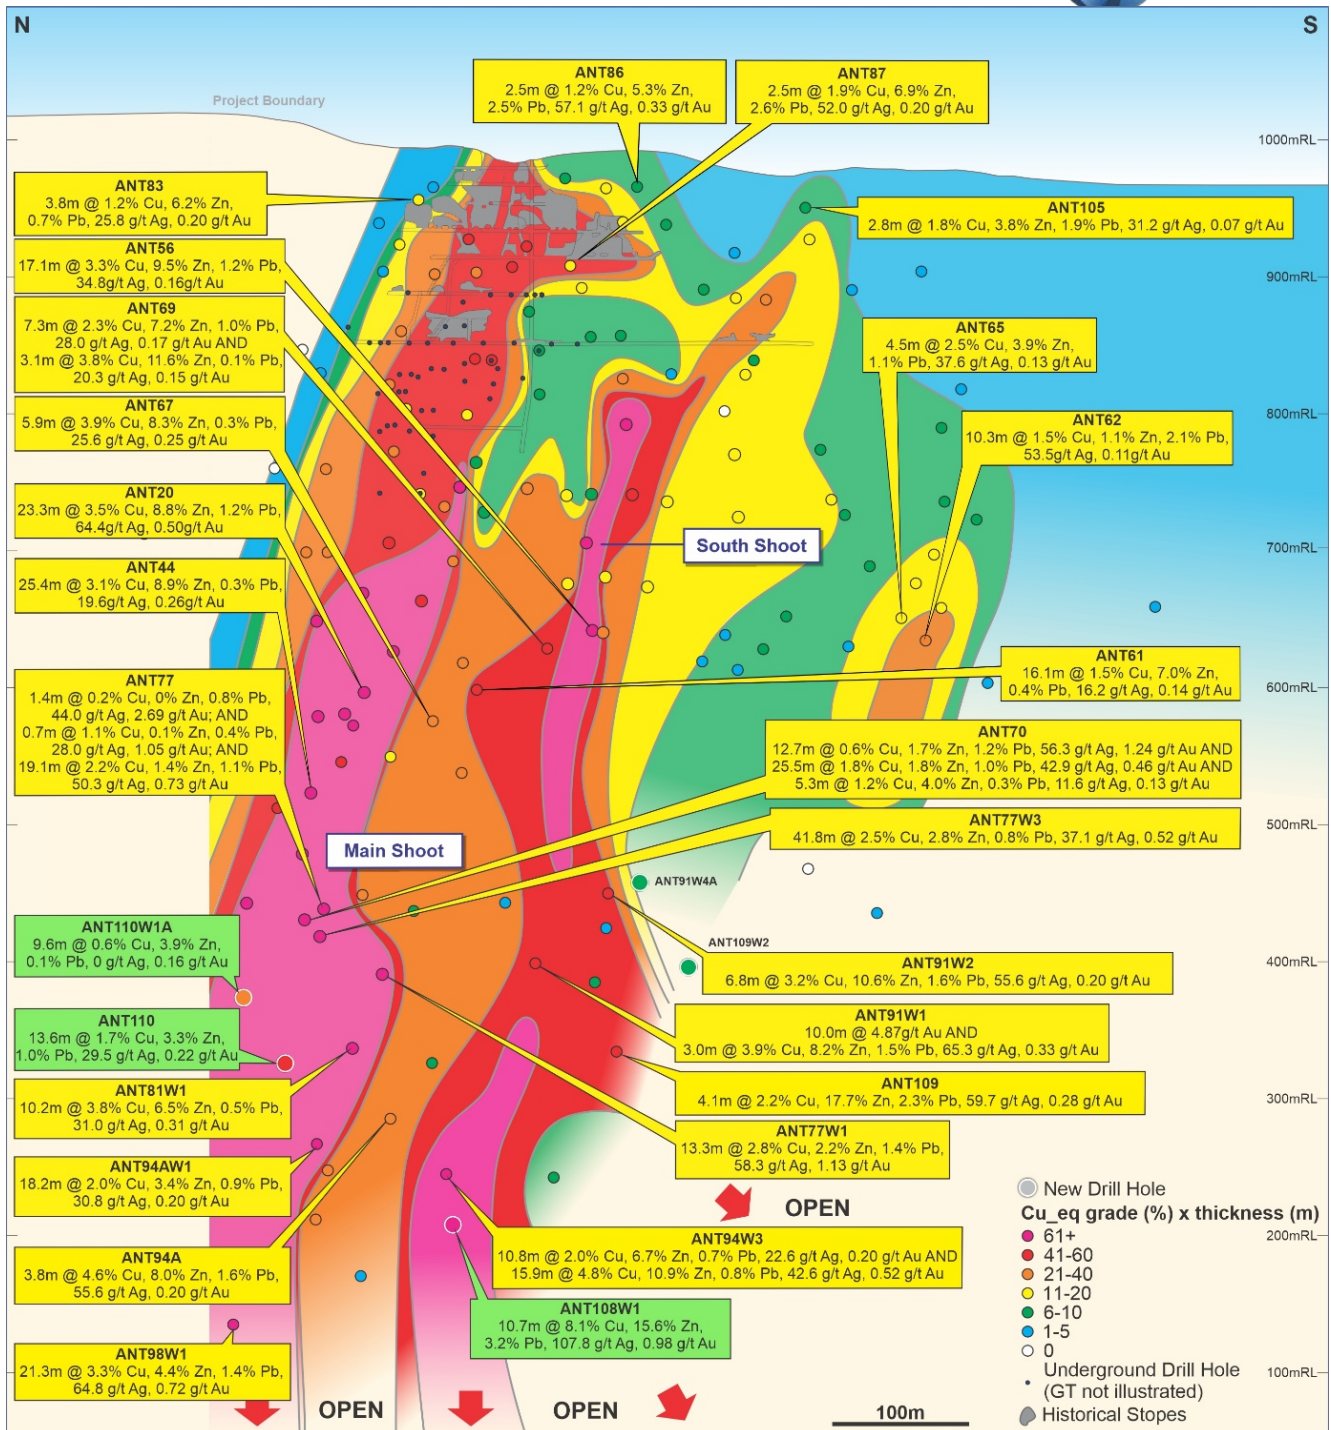 N
S
Project Boundary
ANT86
2.5m @ 1.2% Cu, 5.3% Zn,
2.5% Pb, 57.1 g/t Ag, 0.33 g/t Au
ANT87
2.5m @ 1.9% Cu, 6.9% Zn,
2.6% Pb, 52.0 g/t Ag, 0.20 g/t Au
1000mRL
ANT83
3.8m @ 1.2% Cu, 6.2% Zn,
0.7% Pb, 25.8 g/t Ag, 0.20 g/t Au
ANT105
2.8m @ 1.8% Cu, 3.8% Zn, 1.9% Pb, 31.2 g/t Ag, 0.07 g/t Au
ANT56
17.1m @ 3.3% Cu, 9.5% Zn, 1.2% Pb,
34.8g/t Ag, 0.16g/t Au
900mRL
ANT69
7.3m @ 2.3% Cu, 7.2% Zn, 1.0% Pb,
28.0 g/t Ag, 0.17 g/t Au AND
3.1m @ 3.8% Cu, 11.6% Zn, 0.1% Pb,
20.3 g/t Ag, 0.15 g/t Au
ANT65
4.5m @ 2.5% Cu, 3.9% Zn,
1.1% Pb, 37.6 g/t Ag, 0.13 g/t Au
ANT67
5.9m @ 3.9% Cu, 8.3% Zn, 0.3% Pb,
25.6 g/t Ag, 0.25 g/t Au
800mRL
ANT62
10.3m @ 1.5% Cu, 1.1% Zn, 2.1% Pb,
53.5g/t Ag, 0.11g/t Au
ANT20
23.3m @ 3.5% Cu, 8.8% Zn, 1.2% Pb,
64.4g/t Ag, 0.50g/t Au
South Shoot
700mRL
ANT44
25.4m @ 3.1% Cu, 8.9% Zn, 0.3% Pb,
19.6g/t Ag, 0.26g/t Au
ANT61
16.1m @ 1.5% Cu, 7.0% Zn,
0.4% Pb, 16.2 g/t Ag, 0.14 g/t Au
600mRL
ANT77
1.4m @ 0.2% Cu, 0% Zn, 0.8% Pb,
44.0 g/t Ag, 2.69 g/t Au; AND
0.7m @ 1.1% Cu, 0.1% Zn, 0.4% Pb,
28.0 g/t Ag, 1.05 g/t Au; AND
19.1m @ 2.2% Cu, 1.4% Zn, 1.1% Pb,
50.3 g/t Ag, 0.73 g/t Au
ANT70
12.7m @ 0.6% Cu, 1.7% Zn, 1.2% Pb, 56.3 g/t Ag, 1.24 g/t Au AND
25.5m @ 1.8% Cu, 1.8% Zn, 1.0% Pb, 42.9 g/t Ag, 0.46 g/t Au AND
5.3m @ 1.2% Cu, 4.0% Zn, 0.3% Pb, 11.6 g/t Ag, 0.13 g/t Au
ANT77W3
41.8m @ 2.5% Cu, 2.8% Zn, 0.8% Pb, 37.1 g/t Ag, 0.52 g/t Au
500mRL
Main Shoot
ANT91W4A
ANT110W1A
9.6m @ 0.6% Cu, 3.9% Zn,
0.1% Pb, 0 g/t Ag, 0.16 g/t Au
ANT109W2
ANT91W2
6.8m @ 3.2% Cu, 10.6% Zn, 1.6% Pb, 55.6 g/t Ag, 0.20 g/t Au
400mRL
ANT110
13.6m @ 1.7% Cu, 3.3% Zn,
1.0% Pb, 29.5 g/t Ag, 0.22 g/t Au
ANT91W1
10.0m @ 4.87g/t Au AND
3.0m @ 3.9% Cu, 8.2% Zn, 1.5% Pb, 65.3 g/t Ag, 0.33 g/t Au
ANT81W1
10.2m @ 3.8% Cu, 6.5% Zn, 0.5% Pb,
31.0 g/t Ag, 0.31 g/t Au
ANT109
4.1m @ 2.2% Cu, 17.7% Zn, 2.3% Pb, 59.7 g/t Ag, 0.28 g/t Au
300mRL
ANT77W1
13.3m @ 2.8% Cu, 2.2% Zn, 1.4% Pb,
58.3 g/t Ag, 1.13 g/t Au
ANT94AW1
18.2m @ 2.0% Cu, 3.4% Zn, 0.9% Pb,
30.8 g/t Ag, 0.20 g/t Au
OPEN
New Drill Hole
Cu_eq grade (%) x thickness (m)
61+
41-60
21-40
11-20
6-10
1-5
0
Underground Drill Hole
(GT not illustrated)
Historical Stopes
200mRL
ANT94W3
10.8m @ 2.0% Cu, 6.7% Zn, 0.7% Pb, 22.6 g/t Ag, 0.20 g/t Au AND
15.9m @ 4.8% Cu, 10.9% Zn, 0.8% Pb, 42.6 g/t Ag, 0.52 g/t Au
ANT94A
3.8m @ 4.6% Cu, 8.0% Zn, 1.6% Pb,
55.6 g/t Ag, 0.20 g/t Au
ANT108W1
10.7m @ 8.1% Cu, 15.6% Zn,
3.2% Pb, 107.8 g/t Ag, 0.98 g/t Au
ANT98W1
21.3m @ 3.3% Cu, 4.4% Zn, 1.4% Pb,
64.8 g/t Ag, 0.72 g/t Au
100mRL
OPEN
OPEN
100m